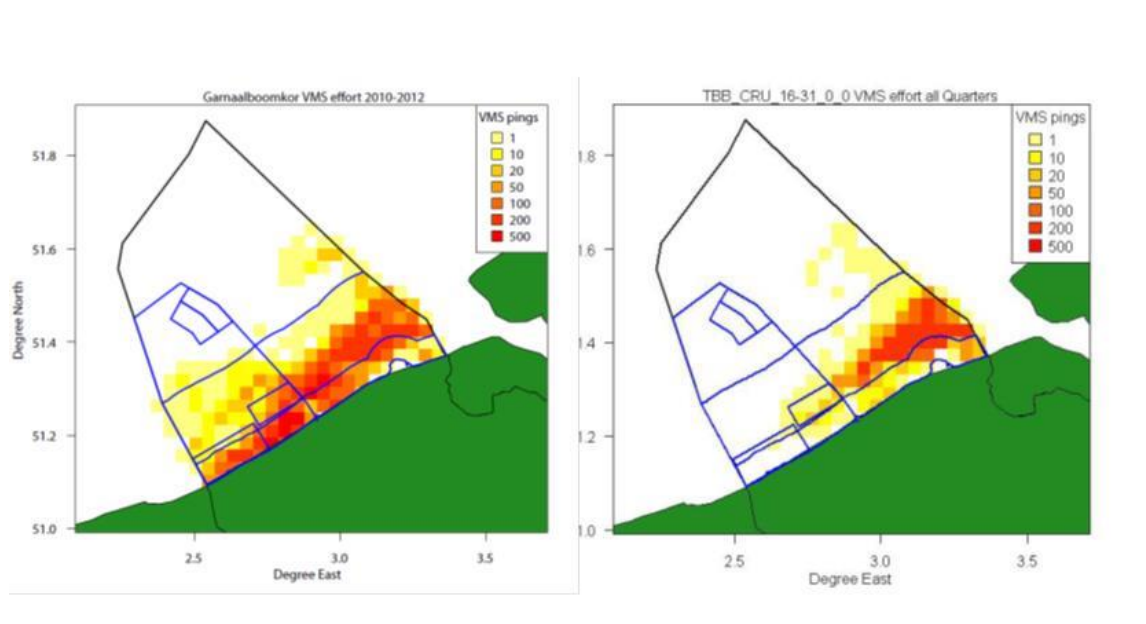 Garnaalboomkor VMS effort 2010-2012
VMS pings
1
10
20
50
100
200
500
51.8
51.6
51.4
51.2
51.0
Degree North
2.5 3.0 3.5
Degree East
TBB_CRU_16-31_0_0 VMS effort all Quarters
VMS pings
1
10
20
50
100
200
500
1.8
1.6
1.4
1.2
1.0
2.5 3.0 3.5
Degree East